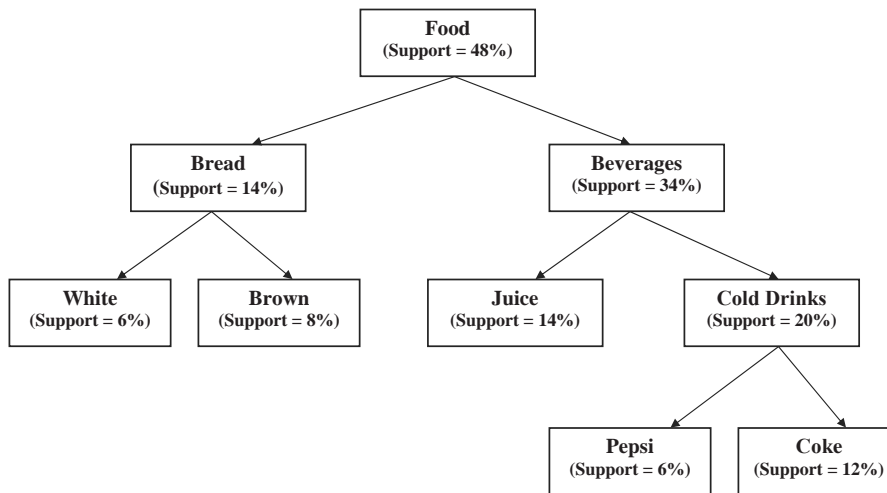 Food
(Support = 48%)
Bread
(Support = 14%)
Beverages
(Support = 34%)
White
(Support = 6%)
Brown
(Support = 8%)
Juice
(Support = 14%)
Cold Drinks
(Support = 20%)
Pepsi
(Support = 6%)
Coke
(Support = 12%)